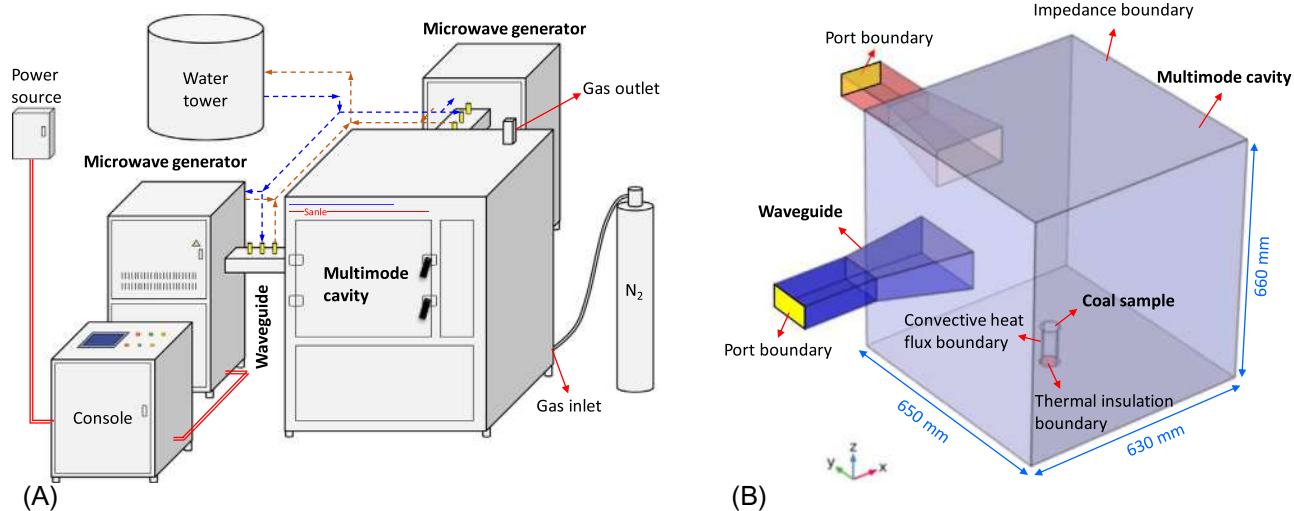 Microwave generator
Power
source
Water
tower
Gas outlet
Microwave generator
Sanle
Multimode
cavity
Waveguide
N2
Console
Gas inlet
(A)
Impedance boundary
Port boundary
Multimode cavity
Waveguide
660 mm
Coal sample
Convective heat
flux boundary
Port boundary
Thermal insulation
boundary
650 mm
630 mm
z
y
x
(B)